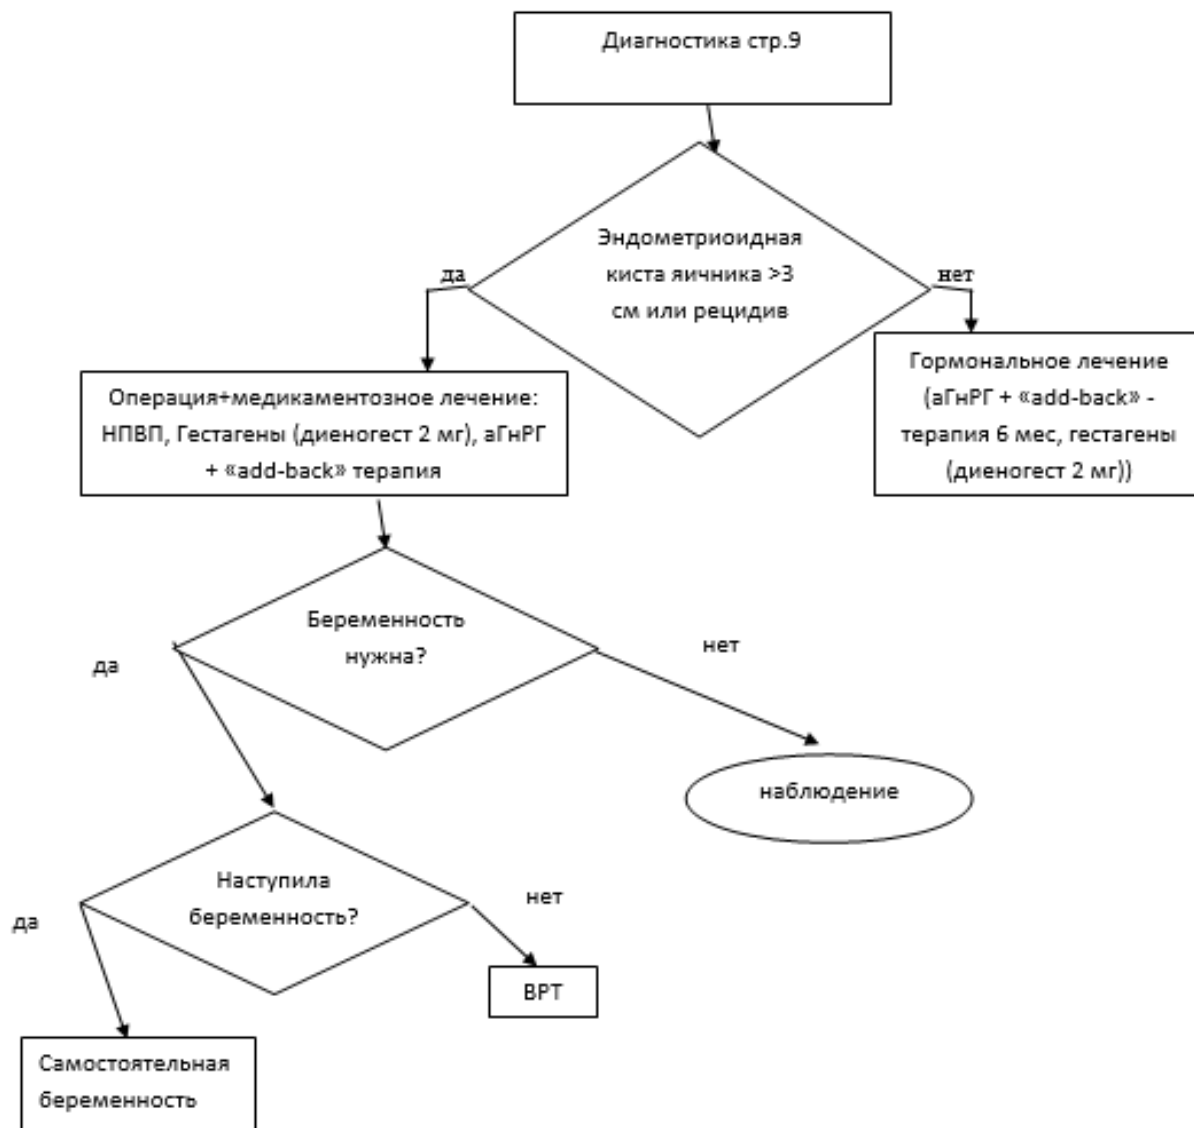 Диагностика стр.9
Эндометриоидная
киста яичника >3
см или рецидив
да
нет
Операция+медикаментозное лечение:
НПВП, Гестагены (диеногест 2 мг), аГнРГ
+ «add-back» терапия
Гормональное лечение
(аГнРГ + «add-back» -
терапия 6 мес, гестагены
(диеногест 2 мг))
Беременность
нужна?
да
нет
наблюдение
Наступила
беременность?
да
нет
ВРТ
Самостоятельная
беременность